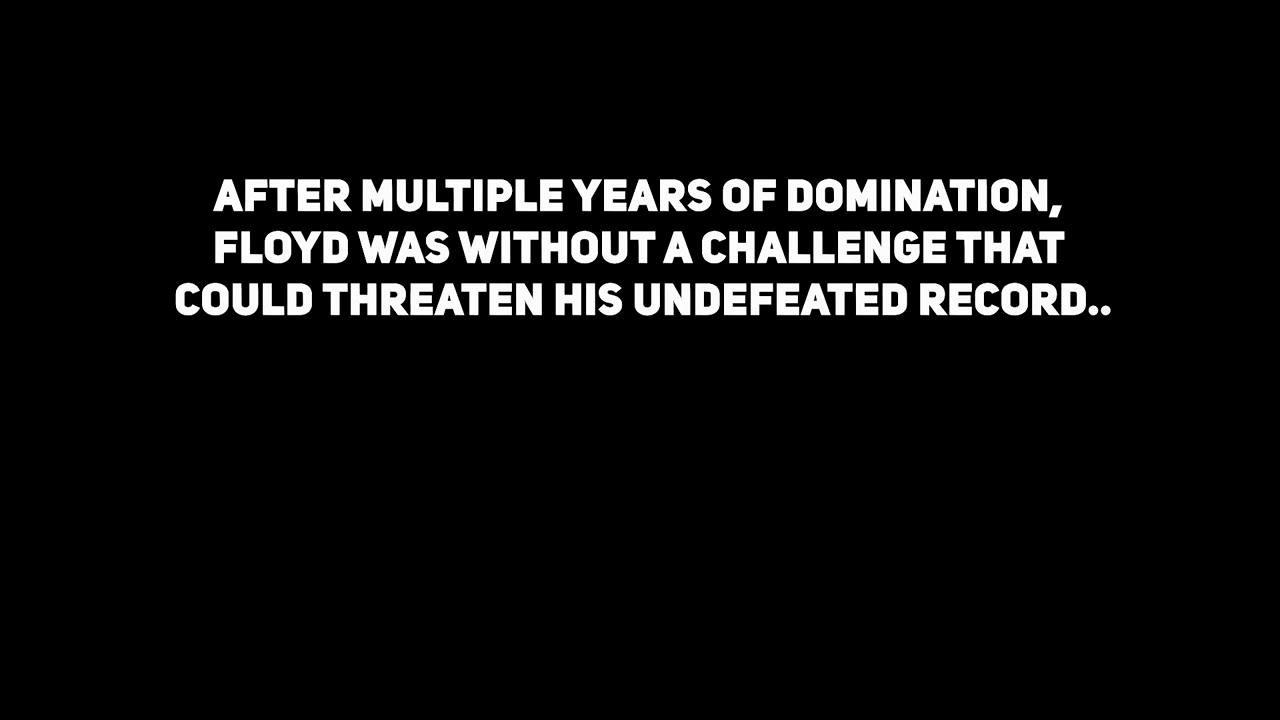 AFTER MULTIPLE YEARS OF DOMINATION,
FLOYD WAS WITHOUT A CHALLENGE THAT
COULD THREATEN HIS UNDEFEATED RECORD..